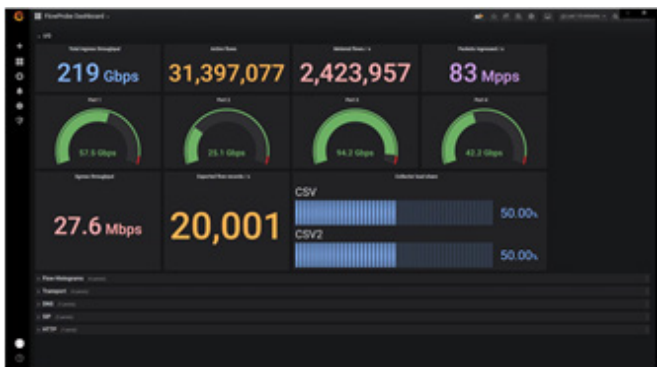 FlowProbe Dashboard
I/O
Total Ingress throughput
Active flows
Metered flows / s
Packets ingressed / s
219 Gbps
31,397,077
2,423,957
83 Mpps
Port 1
Port 2
Port 3
Port 4
57.5 Gbps
25.1 Gbps
94.2 Gbps
42.2 Gbps
Egress throughput
Exported flow records / s
Collector load share
27.6 Mbps
20,001
CSV
50.00%
CSV2
50.00%
Flow Histograms
Transport
DNS
SIP
HTTP